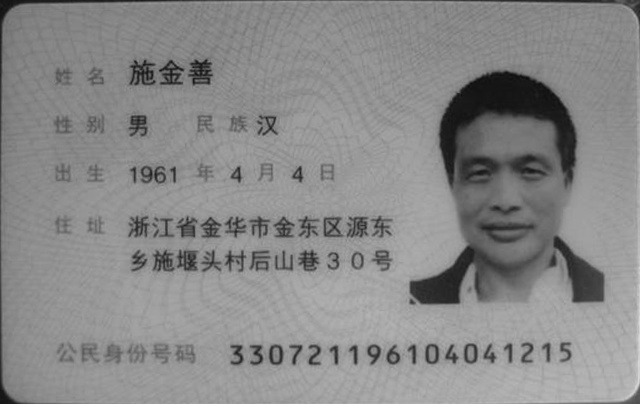 姓名 施金善
性别 男 民族 汉
出生 1961 年 4 月 4 日
住址 浙江省金华市金东区源东
乡施堰头村后山巷30号
公民身份号码 330721196104041215